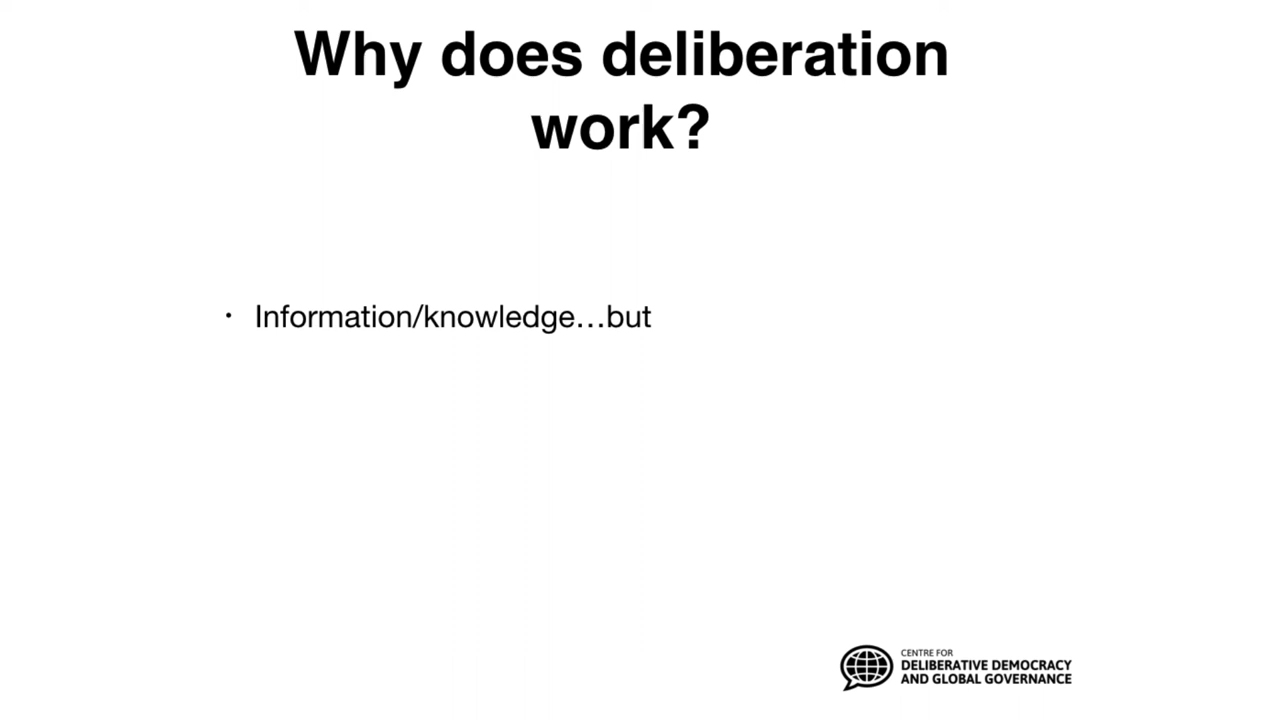 Why does deliberation
work?
• Information/knowledge…but
CENTRE FOR
DELIBERATIVE DEMOCRACY
AND GLOBAL GOVERNANCE